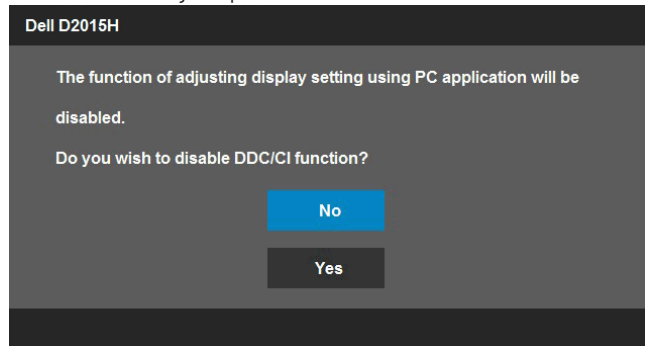 Dell D2015H
The function of adjusting display setting using PC application will be
disabled.
Do you wish to disable DDC/CI function?
No
Yes